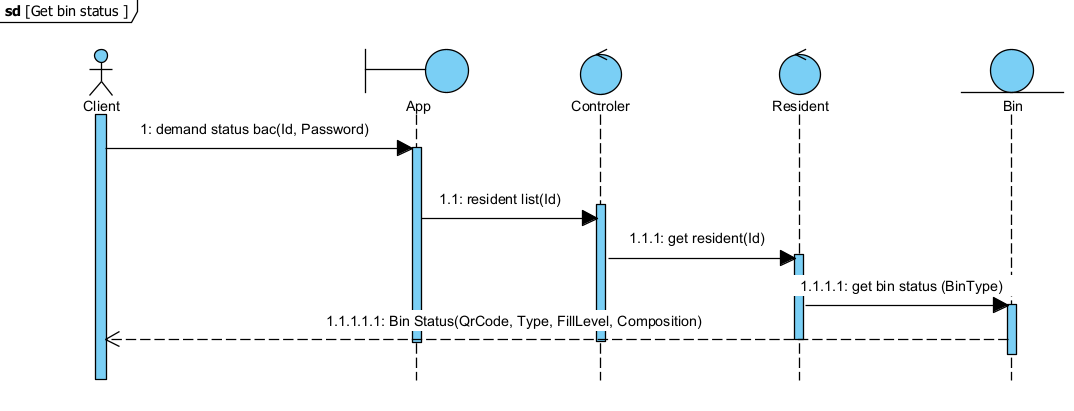 sd [Get bin status ]
Client
App
Controler
Resident
Bin
1: demand status bac(Id, Password)
1.1: resident list(Id)
1.1.1: get resident(Id)
1.1.1.1: get bin status (BinType)
1.1.1.1.1: Bin Status(QrCode, Type, FillLevel, Composition)